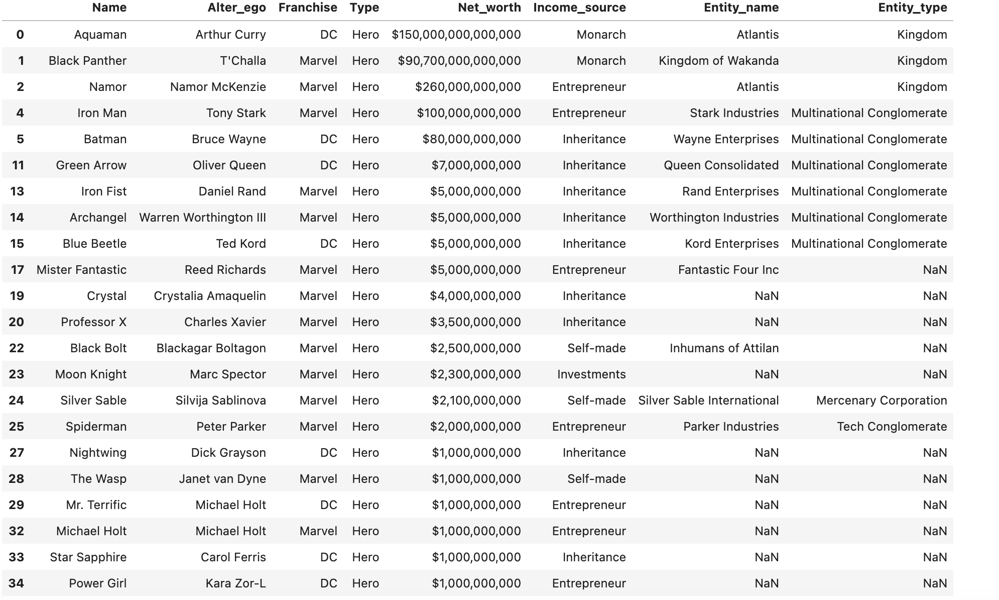 Name Alter_ego Franchise Type Net_worth Income_source Entity_name Entity_type
0 Aquaman Arthur Curry DC Hero $150,000,000,000,000 Monarch Atlantis Kingdom
1 Black Panther T'Challa Marvel Hero $90,700,000,000,000 Monarch Kingdom of Wakanda Kingdom
2 Namor Namor McKenzie Marvel Hero $260,000,000,000 Entrepreneur Atlantis Kingdom
4 Iron Man Tony Stark Marvel Hero $100,000,000,000 Entrepreneur Stark Industries Multinational Conglomerate
5 Batman Bruce Wayne DC Hero $80,000,000,000 Inheritance Wayne Enterprises Multinational Conglomerate
11 Green Arrow Oliver Queen DC Hero $7,000,000,000 Inheritance Queen Consolidated Multinational Conglomerate
13 Iron Fist Daniel Rand Marvel Hero $5,000,000,000 Inheritance Rand Enterprises Multinational Conglomerate
14 Archangel Warren Worthington III Marvel Hero $5,000,000,000 Inheritance Worthington Industries Multinational Conglomerate
15 Blue Beetle Ted Kord DC Hero $5,000,000,000 Inheritance Kord Enterprises Multinational Conglomerate
17 Mister Fantastic Reed Richards Marvel Hero $5,000,000,000 Entrepreneur Fantastic Four Inc NaN
19 Crystal Crystalia Amaquelin Marvel Hero $4,000,000,000 Inheritance NaN NaN
20 Professor X Charles Xavier Marvel Hero $3,500,000,000 Inheritance NaN NaN
22 Black Bolt Blackagar Boltagon Marvel Hero $2,500,000,000 Self-made Inhumans of Attilan NaN
23 Moon Knight Marc Spector Marvel Hero $2,300,000,000 Investments NaN NaN
24 Silver Sable Silvija Sablinova Marvel Hero $2,100,000,000 Self-made Silver Sable International Mercenary Corporation
25 Spiderman Peter Parker Marvel Hero $2,000,000,000 Entrepreneur Parker Industries Tech Conglomerate
27 Nightwing Dick Grayson DC Hero $1,000,000,000 Inheritance NaN NaN
28 The Wasp Janet van Dyne Marvel Hero $1,000,000,000 Self-made NaN NaN
29 Mr. Terrific Michael Holt DC Hero $1,000,000,000 Entrepreneur NaN NaN
32 Michael Holt Michael Holt Marvel Hero $1,000,000,000 Entrepreneur NaN NaN
33 Star Sapphire Carol Ferris DC Hero $1,000,000,000 Inheritance NaN NaN
34 Power Girl Kara Zor-L DC Hero $1,000,000,000 Entrepreneur NaN NaN